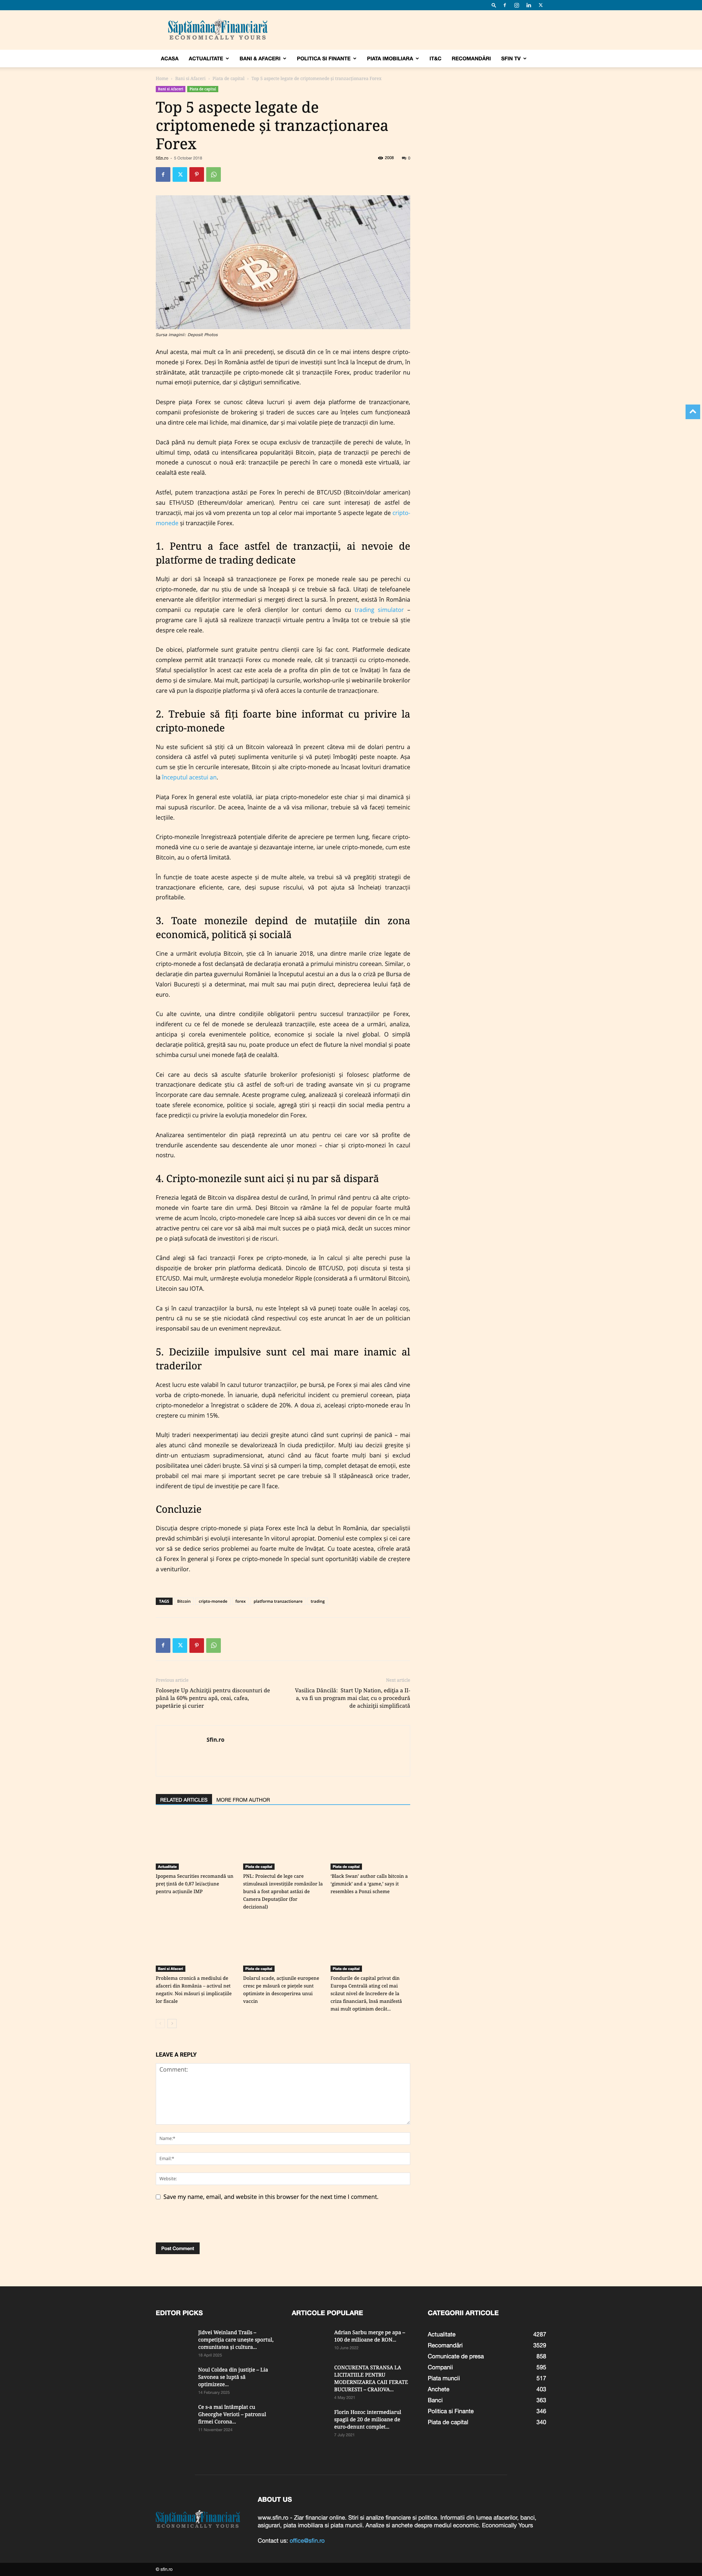 Săptămâna Financiară
ECONOMICALLY YOURS
ACASA
ACTUALITATE
BANI & AFACERI
POLITICA SI FINANTE
PIATA IMOBILIARA
IT&C
RECOMANDĂRI
SFIN TV
Home
Bani si Afaceri
Piata de capital
Top 5 aspecte legate de criptomenede și tranzacționarea Forex
Bani si Afaceri
Piata de capital
Top 5 aspecte legate de
criptomenede și tranzacționarea
Forex
Sfin.ro - 5 October 2018
2008
0
Sursa imaginii: Deposit Photos
Anul acesta, mai mult ca în anii precedenți, se discută din ce în ce mai intens despre cripto-
monede și Forex. Deși în România astfel de tipuri de investiții sunt încă la început de drum, în
străinătate, atât tranzacțiile pe cripto-monede cât și tranzacțiile Forex, produc traderilor nu
numai emoții puternice, dar și câștiguri semnificative.
Despre piața Forex se cunosc câteva lucruri și avem deja platforme de tranzacționare,
companii profesioniste de brokering și traderi de succes care au înțeles cum funcționează
una dintre cele mai lichide, mai dinamice, dar și mai volatile piețe de tranzacții din lume.
Dacă până nu demult piața Forex se ocupa exclusiv de tranzacțiile de perechi de valute, în
ultimul timp, odată cu intensificarea popularității Bitcoin, piața de tranzacții pe perechi de
monede a cunoscut o nouă eră: tranzacțiile pe perechi în care o monedă este virtuală, iar
cealaltă este reală.
Astfel, putem tranzacționa astăzi pe Forex în perechi de BTC/USD (Bitcoin/dolar american)
sau ETH/USD (Ethereum/dolar american). Pentru cei care sunt interesați de astfel de
tranzacții, mai jos vă vom prezenta un top al celor mai importante 5 aspecte legate de cripto-
monede și tranzacțiile Forex.
1. Pentru a face astfel de tranzacții, ai nevoie de
platforme de trading dedicate
Mulți ar dori să înceapă să tranzacționeze pe Forex pe monede reale sau pe perechi cu
cripto-monede, dar nu știu de unde să înceapă și ce trebuie să facă. Uitați de telefoanele
enervante ale diferiților intermediari și mergeți direct la sursă. În prezent, există în România
companii cu reputație care le oferă clienților lor conturi demo cu trading simulator –
programe care îi ajută să realizeze tranzacții virtuale pentru a învăța tot ce trebuie să știe
despre cele reale.
De obicei, platformele sunt gratuite pentru clienții care își fac cont. Platformele dedicate
complexe permit atât tranzacții Forex cu monede reale, cât și tranzacții cu cripto-monede.
Sfatul specialiștilor în acest caz este acela de a profita din plin de tot ce învățați în faza de
demo și de simulare. Mai mult, participați la cursurile, workshop-urile și webinariile brokerilor
care vă pun la dispoziție platforma și vă oferă acces la conturile de tranzacționare.
2. Trebuie să fiți foarte bine informat cu privire la
cripto-monede
Nu este suficient să știți că un Bitcoin valorează în prezent câteva mii de dolari pentru a
considera că astfel vă puteți suplimenta veniturile și vă puteți îmbogăți peste noapte. Așa
cum se știe în cercurile interesate, Bitcoin și alte cripto-monede au încasat lovituri dramatice
la începutul acestui an.
Piața Forex în general este volatilă, iar piața cripto-monedelor este chiar și mai dinamică și
mai supusă riscurilor. De aceea, înainte de a vă visa milionar, trebuie să vă faceți temeinic
lecțiile.
Cripto-monezile înregistrează potențiale diferite de apreciere pe termen lung, fiecare cripto-
monedă vine cu o serie de avantaje și dezavantaje interne, iar unele cripto-monede, cum este
Bitcoin, au o ofertă limitată.
În funcție de toate aceste aspecte și de multe altele, va trebui să vă pregătiți strategii de
tranzacționare eficiente, care, deși supuse riscului, vă pot ajuta să încheiați tranzacții
profitabile.
3. Toate monezile depind de mutațiile din zona
economică, politică și socială
Cine a urmărit evoluția Bitcoin, știe că în ianuarie 2018, una dintre marile crize legate de
cripto-monede a fost declanșată de declarația eronată a primului ministru coreean. Similar, o
declarație din partea guvernului României la începutul acestui an a dus la o criză pe Bursa de
Valori București și a determinat, mai mult sau mai puțin direct, deprecierea leului față de
euro.
Cu alte cuvinte, una dintre condițiile obligatorii pentru succesul tranzacțiilor pe Forex,
indiferent cu ce fel de monede se derulează tranzacțiile, este aceea de a urmări, analiza,
anticipa și corela evenimentele politice, economice și sociale la nivel global. O simplă
declarație politică, greșită sau nu, poate produce un efect de fluture la nivel mondial și poate
schimba cursul unei monede față de cealaltă.
Cei care au decis să asculte sfaturile brokerilor profesioniști și folosesc platforme de
tranzacționare dedicate știu că astfel de soft-uri de trading avansate vin și cu programe
încorporate care dau semnale. Aceste programe culeg, analizează și corelează informații din
toate aceste zone economice, politice și sociale, agregă știri și reacții din social media pentru a
face predicții cu privire la evoluția monedelor din Forex.
Analizarea sentimentelor din piață reprezintă un atu pentru cei care vor să profite de
trendurile ascendente sau descendente ale unor monezi – chiar și cripto-monezi în cazul
nostru.
4. Cripto-monezile sunt aici și nu par să dispară
Frenezia legată de Bitcoin va dispărea destul de curând, în primul rând pentru că alte cripto-
monede vin foarte tare din urmă. Deși Bitcoin va rămâne la fel de popular foarte multă
vreme de acum încolo, cripto-monedele care încep să aibă succes vor deveni din ce în ce mai
atractive pentru cei care vor să aibă mai mult succes pe o piață mică, decât un succes minor
pe o piață sufocată de investitori și de riscuri.
Când alegi să faci tranzacții Forex pe cripto-monede, ia în calcul și alte perechi puse la
dispoziție de broker prin platforma dedicată. Dincolo de BTC/USD, poți discuta și testa și
ETC/USD. Mai mult, urmărește evoluția monedelor Ripple (considerată a fi următorul Bitcoin),
Litecoin sau IOTA.
Ca și în cazul tranzacțiilor la bursă, nu este înțelept să vă puneți toate ouăle în același coș,
pentru că nu se se știe niciodată când respectivul coș este aruncat în aer de un politician
iresponsabil sau de un eveniment neprevăzut.
5. Deciziile impulsive sunt cel mai mare inamic al
traderilor
Acest lucru este valabil în cazul tuturor tranzacțiilor, pe bursă, pe Forex și mai ales când vine
vorba de cripto-monede. În ianuarie, după nefericitul incident cu premierul coreean, piața
cripto-monedelor a înregistrat o scădere de 20%. A doua zi, aceleași cripto-monede erau în
creștere cu minim 15%.
Mulți traderi neexperimentați iau decizii greșite atunci când sunt cuprinși de panică – mai
ales atunci când monezile se devalorizează în ciuda predicțiilor. Mulți iau decizii greșite și
dintr-un entuziasm supradimensionat, atunci când au băgat foarte mulți bani și exclud
posibilitatea unei căderi bruște. Să vinzi și să cumperi la timp, complet detașat de emoții, este
probabil cel mai mare și important secret pe care trebuie să îl stăpânească orice trader,
indiferent de tipul de investiție pe care îl face.
Concluzie
Discuția despre cripto-monede și piața Forex este încă la debut în România, dar specialiștii
prevăd schimbări și evoluții interesante în viitorul apropiat. Domeniul este complex și cei care
vor să se dedice serios problemei au foarte multe de învățat. Cu toate acestea, cifrele arată
că Forex în general și Forex pe cripto-monede în special sunt oportunități viabile de creștere
a veniturilor.
TAGS
Bitcoin
cripto-monede
forex
platforma tranzactionare
trading
Previous article
Next article
Folosește Up Achiziții pentru discounturi de
până la 60% pentru apă, ceai, cafea,
papetărie și curier
Vasilica Dăncilă: Start Up Nation, ediţia a II-
a, va fi un program mai clar, cu o procedură
de achiziţii simplificată
Sfin.ro
RELATED ARTICLES
MORE FROM AUTHOR
Actualitate
Ipopema Securities recomandă un
preț țintă de 0,87 lei/acțiune
pentru acțiunile IMP
Piata de capital
PNL: Proiectul de lege care
stimulează investițiile românilor la
bursă a fost aprobat astăzi de
Camera Deputaților (for
decizional)
Piata de capital
'Black Swan' author calls bitcoin a
'gimmick' and a 'game,' says it
resembles a Ponzi scheme
Bani si Afaceri
Problema cronică a mediului de
afaceri din România – activul net
negativ. Noi măsuri și implicațiile
lor fiscale
Piata de capital
Dolarul scade, acțiunile europene
cresc pe măsură ce piețele sunt
optimiste in descoperirea unui
vaccin
Piata de capital
Fondurile de capital privat din
Europa Centrală ating cel mai
scăzut nivel de încredere de la
criza financiară, însă manifestă
mai mult optimism decât...
LEAVE A REPLY
Comment:
Name:*
Email:*
Website:
Save my name, email, and website in this browser for the next time I comment.
Post Comment
EDITOR PICKS
Jidvei Weinland Trails –
competiția care unește sportul,
comunitatea și cultura...
16 April 2025
Noul Coldea din justiție – Lia
Savonea se luptă să
optimizeze...
14 February 2025
Ce s-a mai întâmplat cu
Gheorghe Verioti – patronul
firmei Corona...
11 November 2024
ARTICOLE POPULARE
Adrian Sarbu merge pe apa –
100 de milioane de RON...
15 June 2022
CONCURENTA STRANSA LA
LICITATIILE PENTRU
MODERNIZAREA CAII FERATE
BUCURESTI – CRAIOVA...
4 May 2021
Florin Hozoc intermediarul
spagii de 20 de milioane de
euro-denunt complet...
1 July 2021
CATEGORII ARTICOLE
Actualitate 4287
Recomandări 3529
Comunicate de presa 858
Companii 595
Piata muncii 517
Anchete 403
Banci 363
Politica si Finante 346
Piata de capital 340
Săptămâna Financiară
ECONOMICALLY YOURS
ABOUT US
www.sfin.ro - Ziar financiar online. Stiri si analize financiare si politice. Informatii din lumea afacerilor, banci,
asigurari, piata imobiliara si piata muncii. Analize si anchete despre mediul economic. Economically Yours
Contact us: office@sfin.ro
© sfin.ro